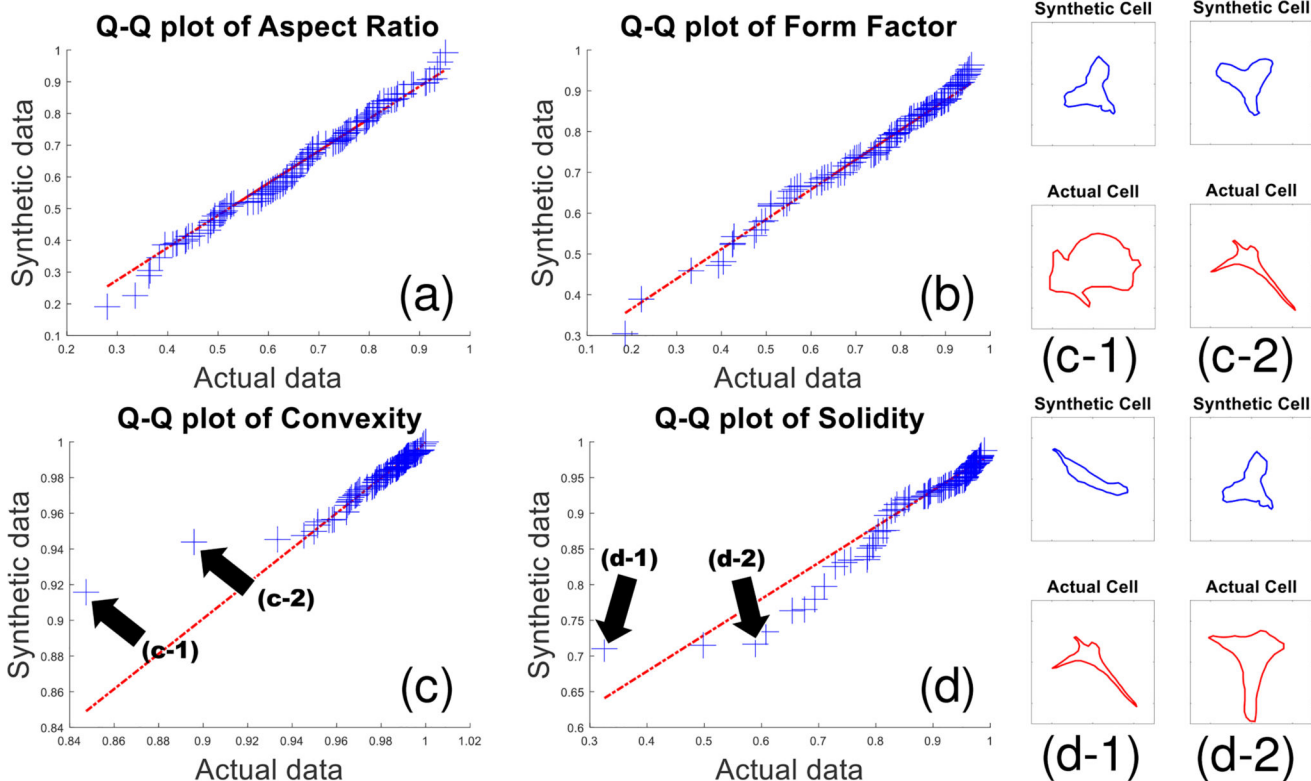 Q-Q plot of Aspect Ratio
Synthetic data
1
0.9
0.8
0.7
0.6
0.5
0.4
0.3
0.2
0.1
0.2 0.3 0.4 0.5 0.6 0.7 0.8 0.9 1
Actual data
(a)
Q-Q plot of Form Factor
Synthetic data
1
0.9
0.8
0.7
0.6
0.5
0.4
0.3
0.1 0.2 0.3 0.4 0.5 0.6 0.7 0.8 0.9 1
Actual data
(b)
Synthetic Cell
Synthetic Cell
Actual Cell
Actual Cell
(c-1)
(c-2)
Q-Q plot of Convexity
Synthetic data
1
0.98
0.96
0.94
0.92
0.9
0.88
0.86
0.84
0.84 0.86 0.88 0.9 0.92 0.94 0.96 0.98 1 1.02
Actual data
(c-2)
(c-1)
(c)
Q-Q plot of Solidity
Synthetic data
1
0.95
0.9
0.85
0.8
0.75
0.7
0.65
0.6
0.3 0.4 0.5 0.6 0.7 0.8 0.9 1
Actual data
(d-1)
(d-2)
(d)
Synthetic Cell
Synthetic Cell
Actual Cell
Actual Cell
(d-1)
(d-2)